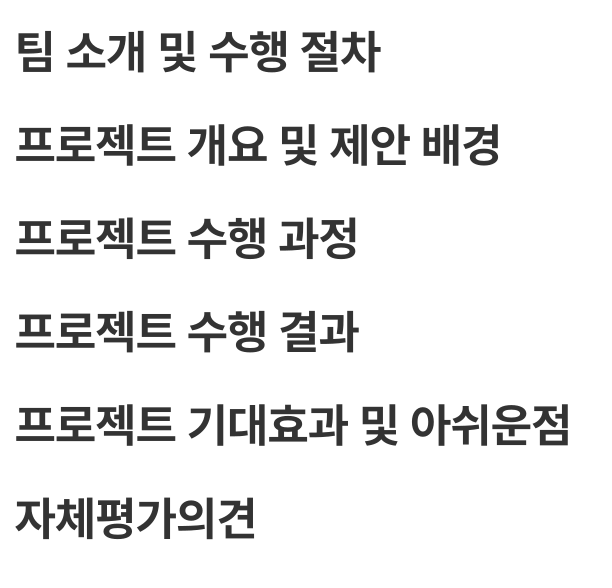 팀 소개 및 수행 절차
프로젝트 개요 및 제안 배경
프로젝트 수행 과정
프로젝트 수행 결과
프로젝트 기대효과 및 아쉬운점
자체평가의견